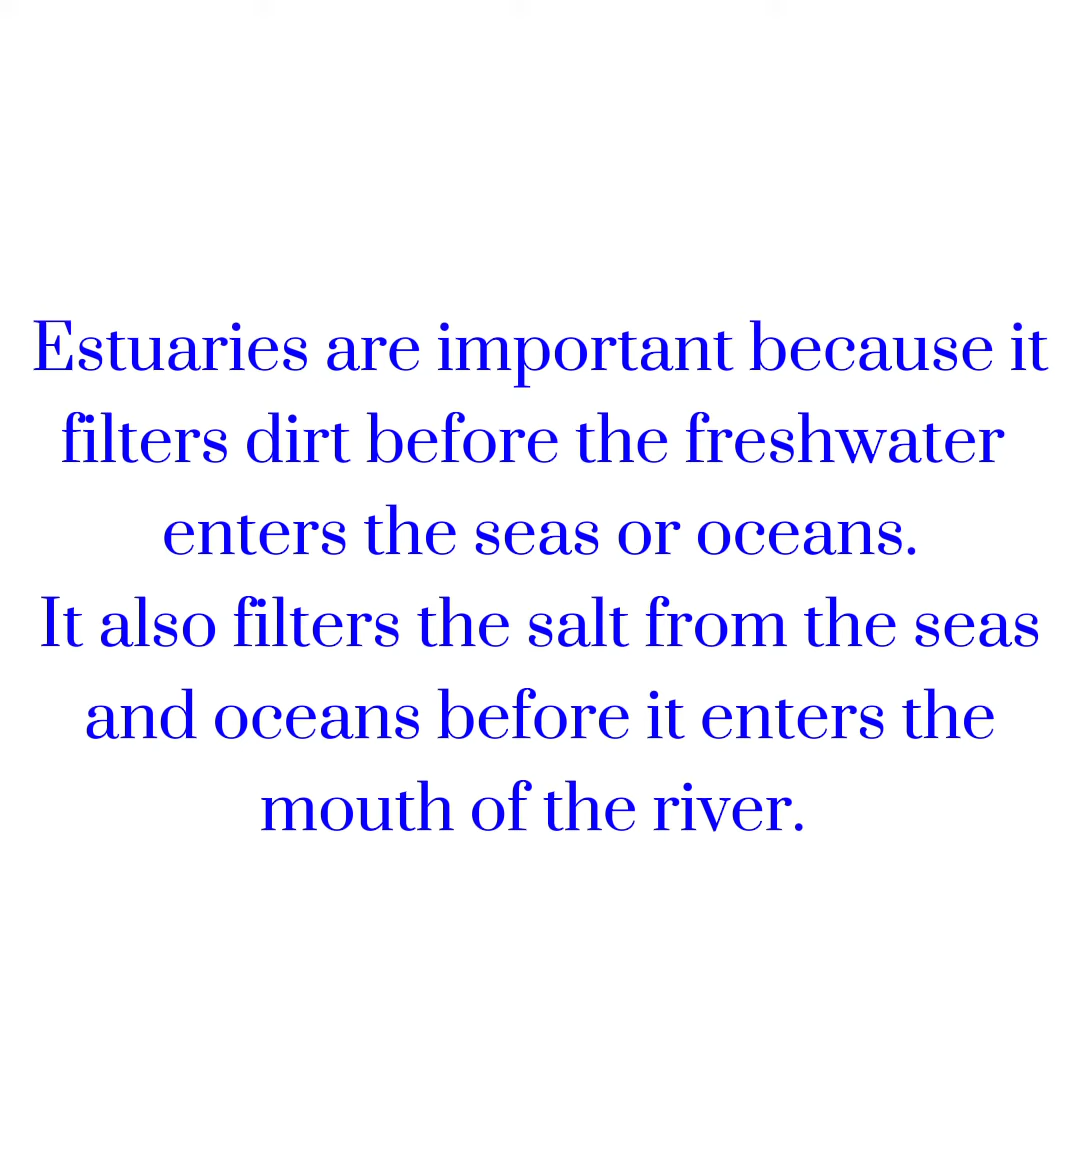 Estuaries are important because it
filters dirt before the freshwater
enters the seas or oceans.
It also filters the salt from the seas
and oceans before it enters the
mouth of the river.